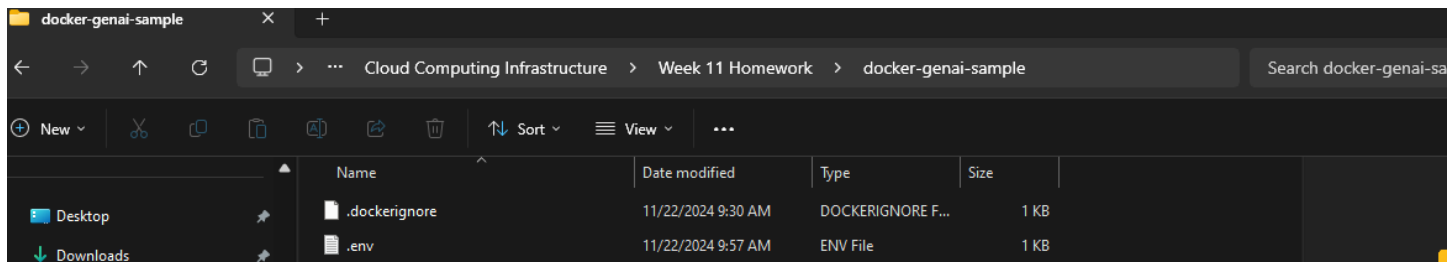 docker-genai-sample
··· Cloud Computing Infrastructure > Week 11 Homework > docker-genai-sample Search docker-genai-sa
New Sort View ···
Name Date modified Type Size
Desktop .dockerignore 11/22/2024 9:30 AM DOCKERIGNORE F... 1 KB
Downloads .env 11/22/2024 9:57 AM ENV File 1 KB